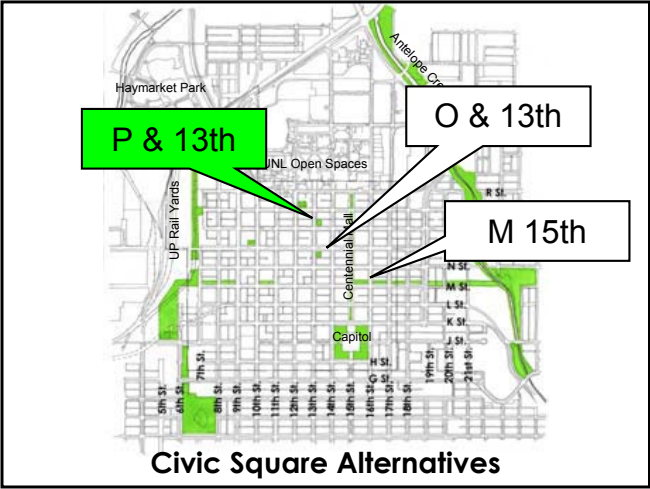 Antelope Cre
Haymarket Park
P & 13th
O & 13th
UNL Open Spaces
R St.
M 15th
UP Rail Yards
Centennial Mall
N St.
M St.
L St.
K St.
J St.
Capitol
H St.
G St.
5th St.
6th St.
7th St.
8th St.
9th St.
10th St.
11th St.
12th St.
13th St.
14th St.
15th St.
16th St.
17th St.
18th St.
19th St.
20th St.
21st St.
Civic Square Alternatives